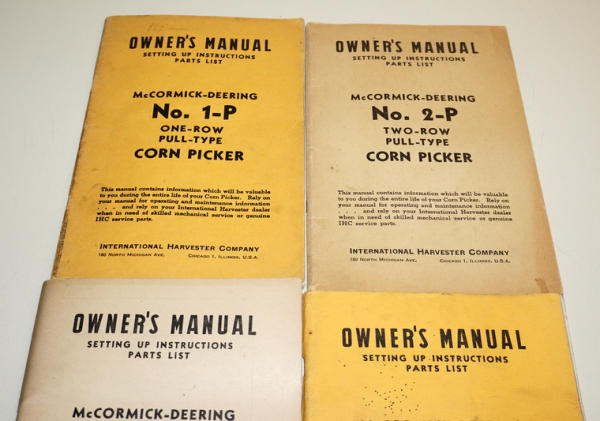 OWNER'S MANUAL
SETTING UP INSTRUCTIONS
PARTS LIST
McCORMICK-DEERING
No. 1-P
ONE-ROW
PULL-TYPE
CORN PICKER
This manual contains information which will be valuable
to you during the entire life of your Corn Picker. Rely on
your manual for operating and maintenance information
. . . . and rely on your International Harvester dealer
when in need of skilled mechanical service or genuine
IHC service parts.
INTERNATIONAL HARVESTER COMPANY
180 NORTH MICHIGAN AVE. CHICAGO 1, ILLINOIS, U.S.A.
OWNER'S MANUAL
SETTING UP INSTRUCTIONS
PARTS LIST
McCORMICK-DEERING
No. 2-P
TWO-ROW
PULL-TYPE
CORN PICKER
This manual contains information which will be valuable
to you during the entire life of your Corn Picker. Rely on
your manual for operating and maintenance information
. . . . and rely on your International Harvester dealer
when in need of skilled mechanical service or genuine
IHC service parts.
INTERNATIONAL HARVESTER COMPANY
180 NORTH MICHIGAN AVE. CHICAGO 1, ILLINOIS, U.S.A.
OWNER'S MANUAL
SETTING UP INSTRUCTIONS
PARTS LIST
McCORMICK-DEERING
OWNER'S MANUAL
SETTING UP INSTRUCTIONS
PARTS LIST